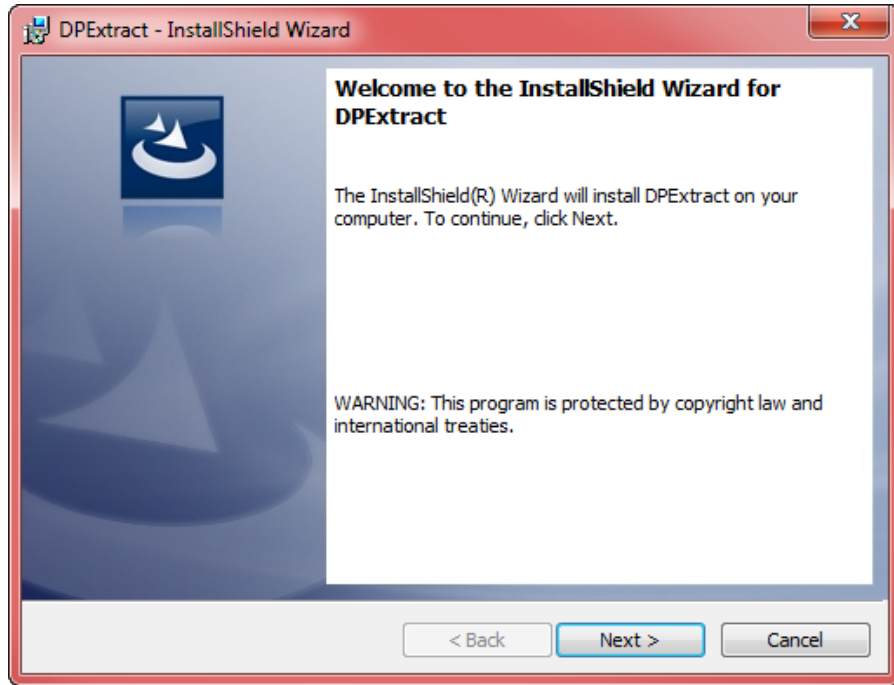 DPExtract - InstallShield Wizard
Welcome to the InstallShield Wizard for
DPExtract
The InstallShield(R) Wizard will install DPExtract on your
computer. To continue, click Next.
WARNING: This program is protected by copyright law and
international treaties.
< Back
Next >
Cancel